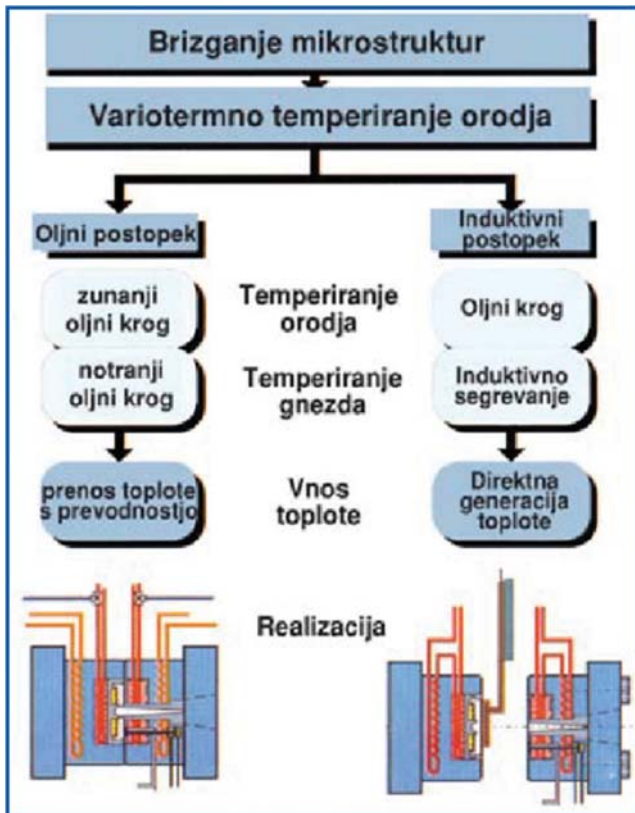 Brizganje mikrostruktur
Variotermno temperiranje orodja
Oljni postopek
Induktivni
postopek
zunanji
oljni krog
Temperiranje
orodja
Oljni krog
notranji
oljni krog
Temperiranje
gnezda
Induktivno
segrevanje
prenos toplote
s prevodnostjo
Vnos
toplote
Direktna
generacija
toplote
Realizacija